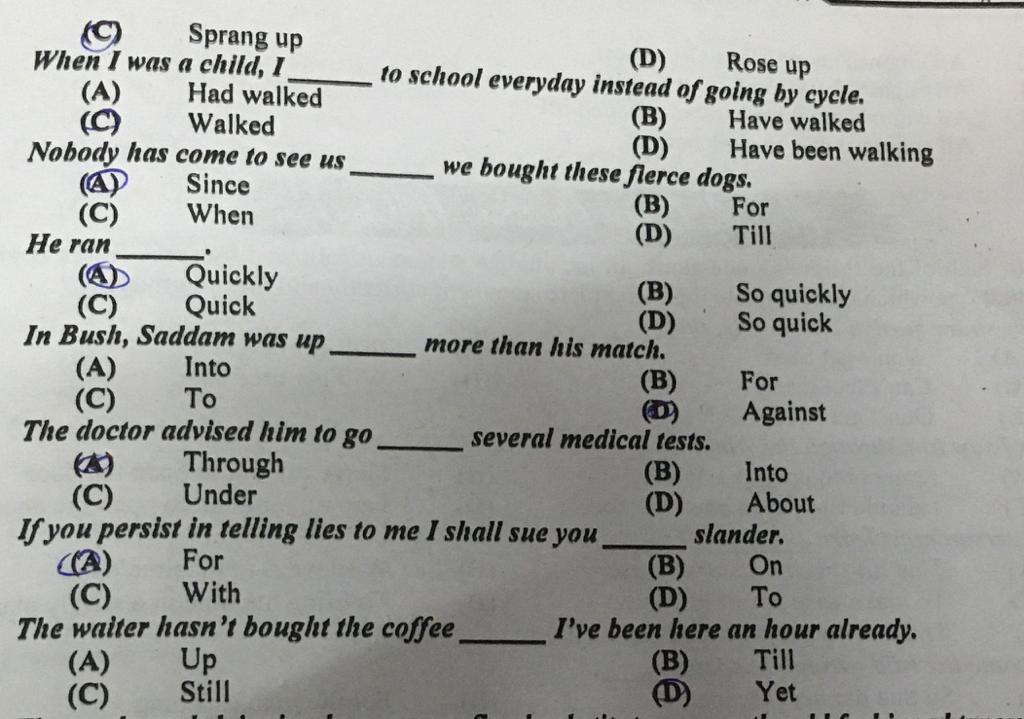 (C) Sprang up (D) Rose up
When I was a child, I ______ to school everyday instead of going by cycle.
(A) Had walked (B) Have walked
(C) Walked (D) Have been walking
Nobody has come to see us ______ we bought these fierce dogs.
(A) Since (B) For
(C) When (D) Till
He ran ______.
(A) Quickly (B) So quickly
(C) Quick (D) So quick
In Bush, Saddam was up ______ more than his match.
(A) Into (B) For
(C) To (D) Against
The doctor advised him to go ______ several medical tests.
(A) Through (B) Into
(C) Under (D) About
If you persist in telling lies to me I shall sue you ______ slander.
(A) For (B) On
(C) With (D) To
The waiter hasn't bought the coffee ______ I've been here an hour already.
(A) Up (B) Till
(C) Still (D) Yet